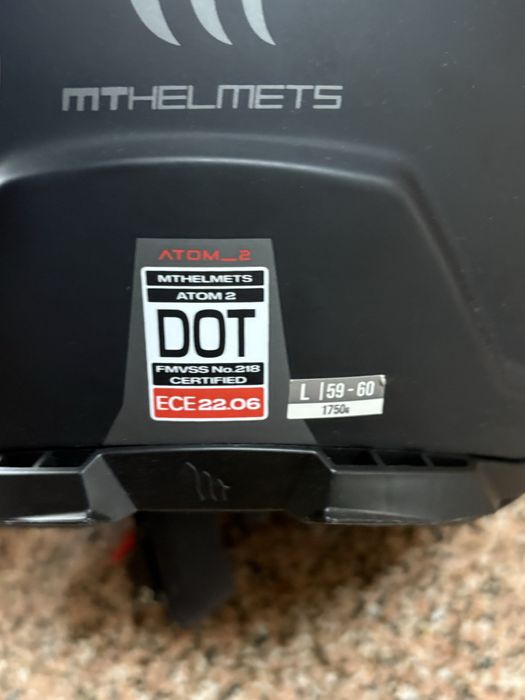 MTHELMETS
ATOM_2
MTHELMETS
ATOM 2
DOT
FMVSS No.218
CERTIFIED
ECE 22.06
L | 59 - 60
1750g